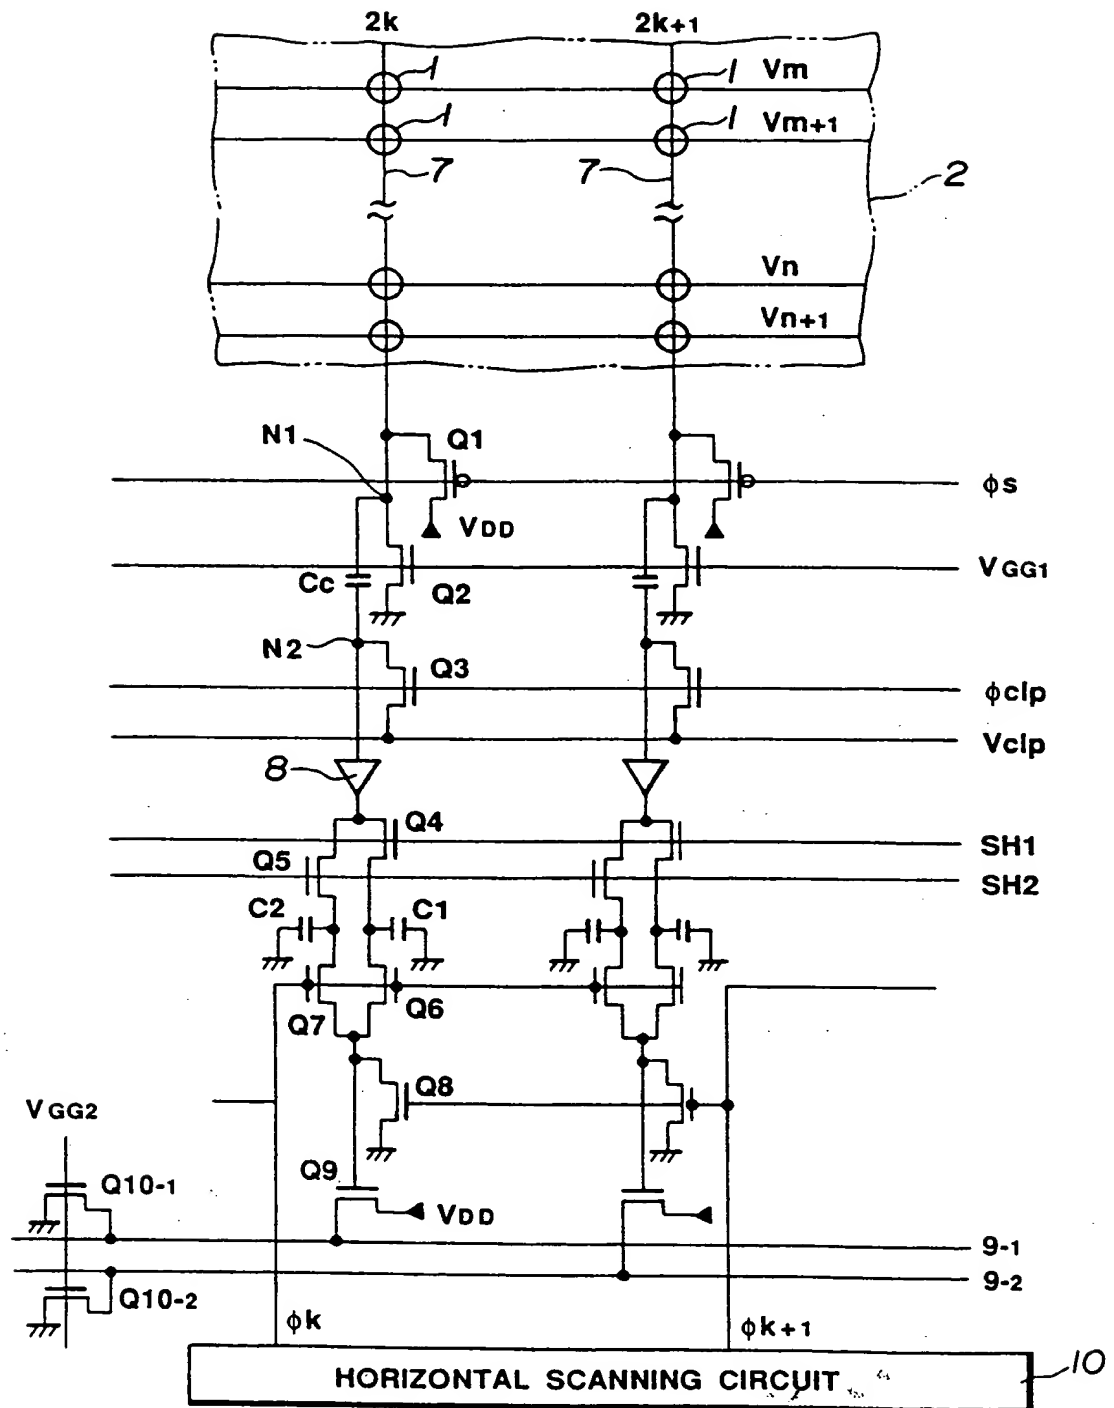 2k 2k+1
1 1 Vm
1 1 Vm+1
7 7 2
Vn
Vn+1
N1 Q1
φs
VDD
Cc Q2 VGG1
N2 Q3
φclp
Vclp
8
Q4 SH1
Q5 SH2
C2 C1
Q7 Q6
Q8
VGG2
Q9
Q10-1 VDD
9-1
Q10-2 9-2
φk φk+1
HORIZONTAL SCANNING CIRCUIT 10